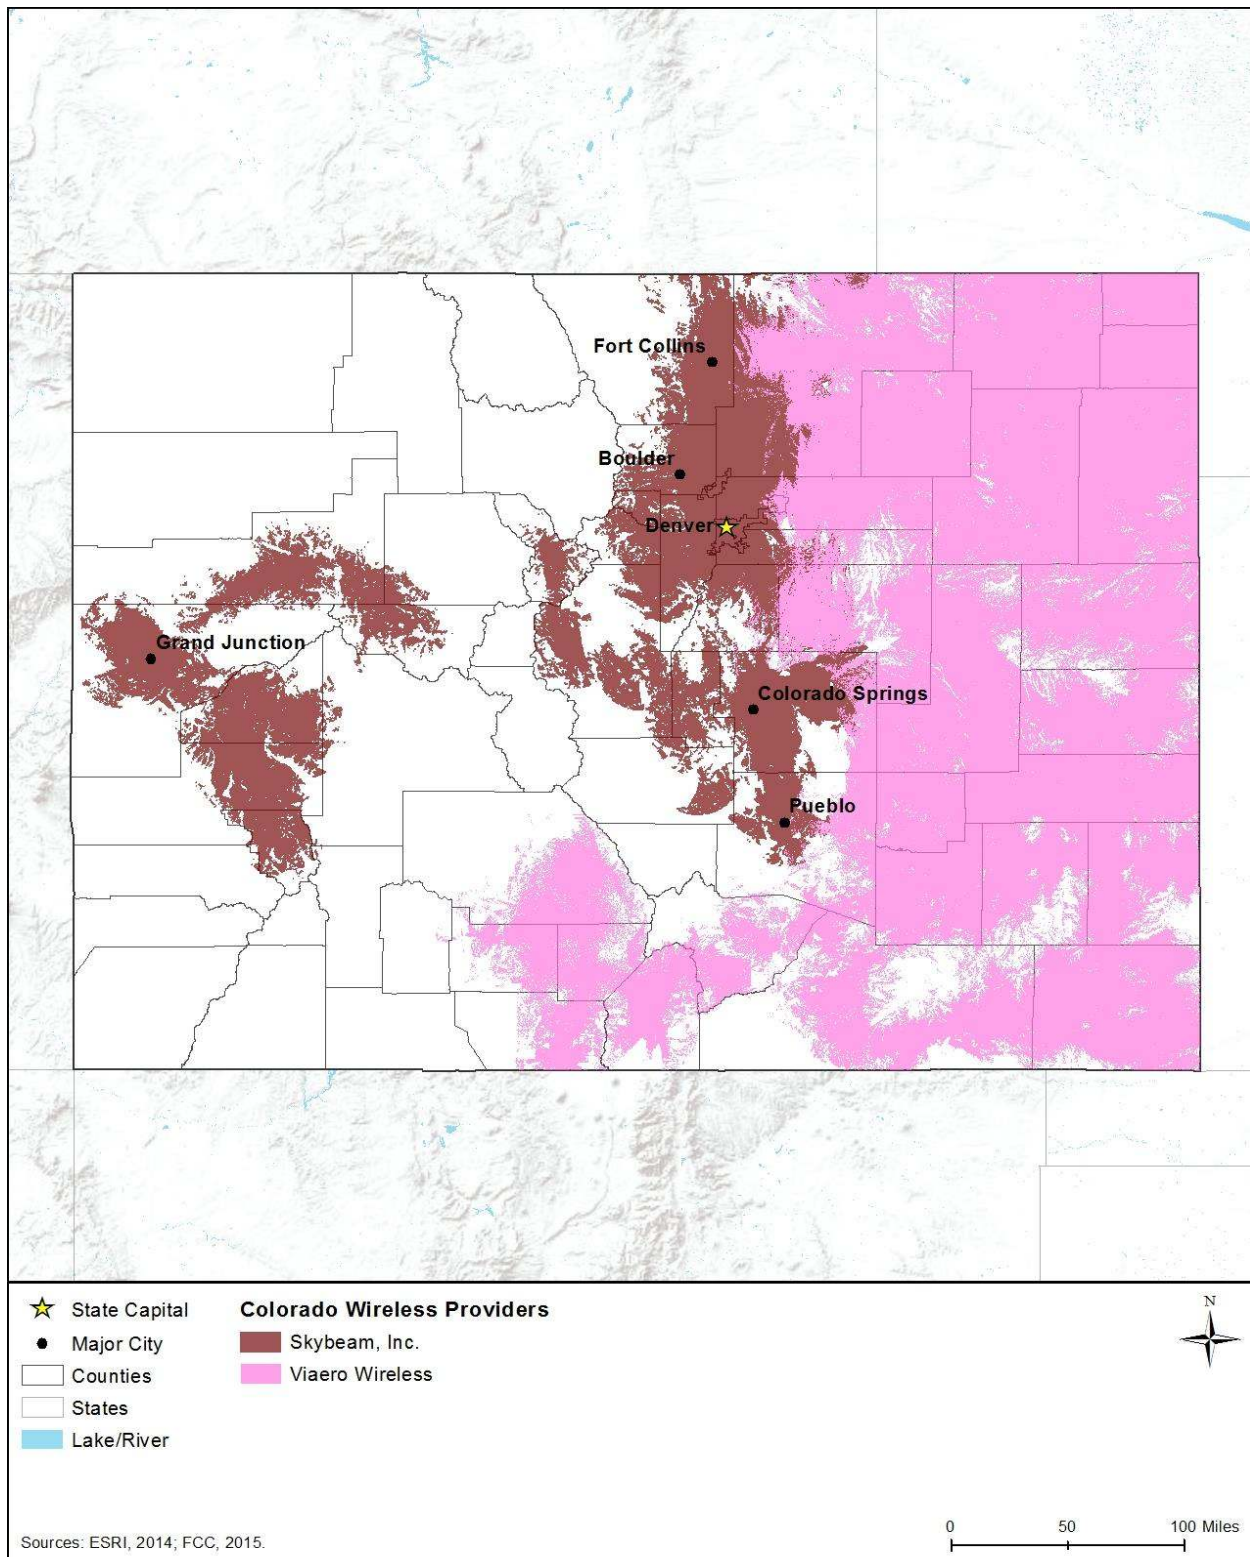 Fort Collins
Boulder
Denver
Grand Junction
Colorado Springs
Pueblo
State Capital
Major City
Counties
States
Lake/River
Colorado Wireless Providers
Skybeam, Inc.
Viaero Wireless
N
Sources: ESRI, 2014; FCC, 2015.
0 50 100 Miles